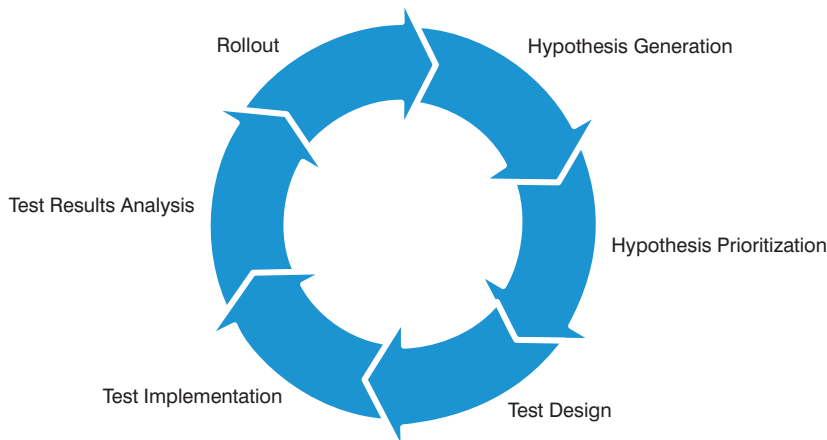 Rollout
Hypothesis Generation
Test Results Analysis
Hypothesis Prioritization
Test Implementation
Test Design